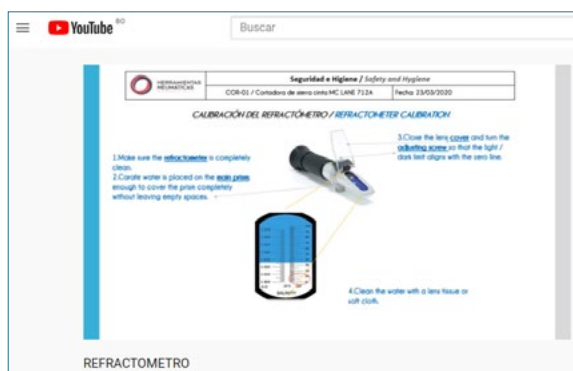 YouTube BO
Buscar
HERRAMIENTAS
NEUMÁTICAS
Seguridad e Higiene / Safety and Hygiene
COR-01 / Cortadora de sierra cinta MC LANE 712A
Fecha: 23/03/2020
CALIBRACIÓN DEL REFRACTÓMETRO / REFRACTOMETER CALIBRATION
1.Make sure the refractometer is completely
clean.
2.Carate water is placed on the main prism
enough to cover the prism completely
without leaving empty spaces.
3.Close the lens cover and turn the
adjusting screw so that the light /
dark limit aligns with the zero line.
4.Clean the water with a lens tissue or
soft cloth.
REFRACTOMETRO